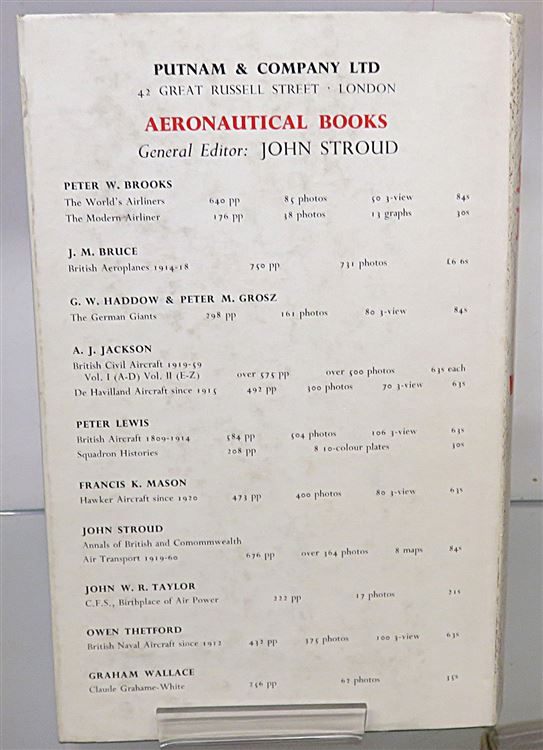 PUTNAM & COMPANY LTD
42 GREAT RUSSELL STREET · LONDON
AERONAUTICAL BOOKS
General Editor: JOHN STROUD
PETER W. BROOKS
The World's Airliners 640 pp 85 photos 50 3-view 84s
The Modern Airliner 176 pp 38 photos 13 graphs 30s
J. M. BRUCE
British Aeroplanes 1914-18 750 pp 731 photos £6 6s
G. W. HADDOW & PETER M. GROSZ
The German Giants 298 pp 161 photos 80 3-view 84s
A. J. JACKSON
British Civil Aircraft 1919-59
Vol. I (A-D) Vol. II (E-Z) over 575 pp over 500 photos 63s each
De Havilland Aircraft since 1915 492 pp 300 photos 70 3-view 63s
PETER LEWIS
British Aircraft 1809-1914 584 pp 504 photos 106 3-view 63s
Squadron Histories 208 pp 8 10-colour plates 30s
FRANCIS K. MASON
Hawker Aircraft since 1920 473 pp 400 photos 80 3-view 63s
JOHN STROUD
Annals of British and Comommwealth
Air Transport 1919-60 676 pp over 364 photos 8 maps 84s
JOHN W. R. TAYLOR
C.F.S., Birthplace of Air Power 222 pp 17 photos 21s
OWEN THETFORD
British Naval Aircraft since 1912 432 pp 375 photos 100 3-view 63s
GRAHAM WALLACE
Claude Grahame-White 256 pp 62 photos 35s